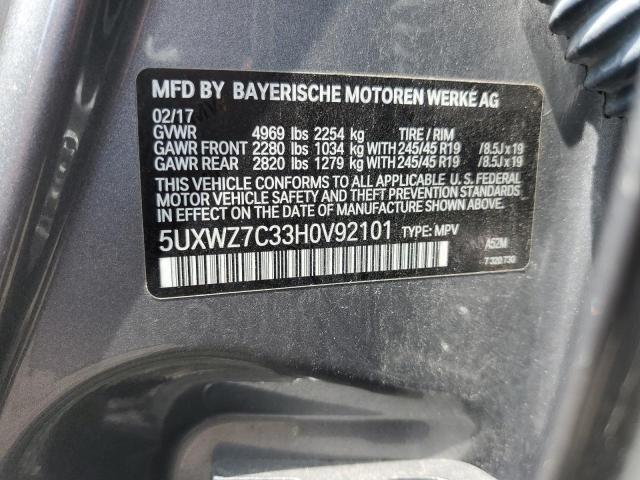 MFD BY BAYERISCHE MOTOREN WERKE AG
02/17
GVWR 4969 lbs 2254 kg TIRE / RIM
GAWR FRONT 2280 lbs 1034 kg WITH 245/45 R19 /8.5J x 19
GAWR REAR 2820 lbs 1279 kg WITH 245/45 R19 /8.5J x 19
THIS VEHICLE CONFORMS TO ALL APPLICABLE U. S. FEDERAL
MOTOR VEHICLE SAFETY AND THEFT PREVENTION STANDARDS
IN EFFECT ON THE DATE OF MANUFACTURE SHOWN ABOVE.
5UXWZ7C33H0V92101 TYPE: MPV
A52M
7320730